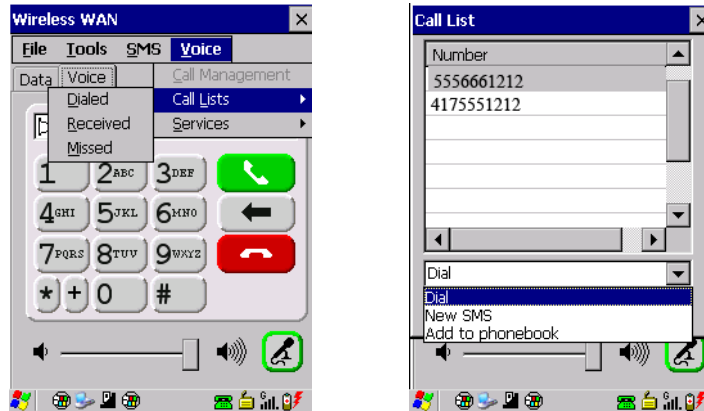 Wireless WAN
File Tools SMS Voice
Data Voice
Call Management
Call Lists
Services
Dialed
Received
Missed
1 2ABC 3DEF
4GHI 5JKL 6MNO
7PQRS 8TUV 9WXYZ
* + 0 #
Call List
Number
5556661212
4175551212
Dial
Dial
New SMS
Add to phonebook